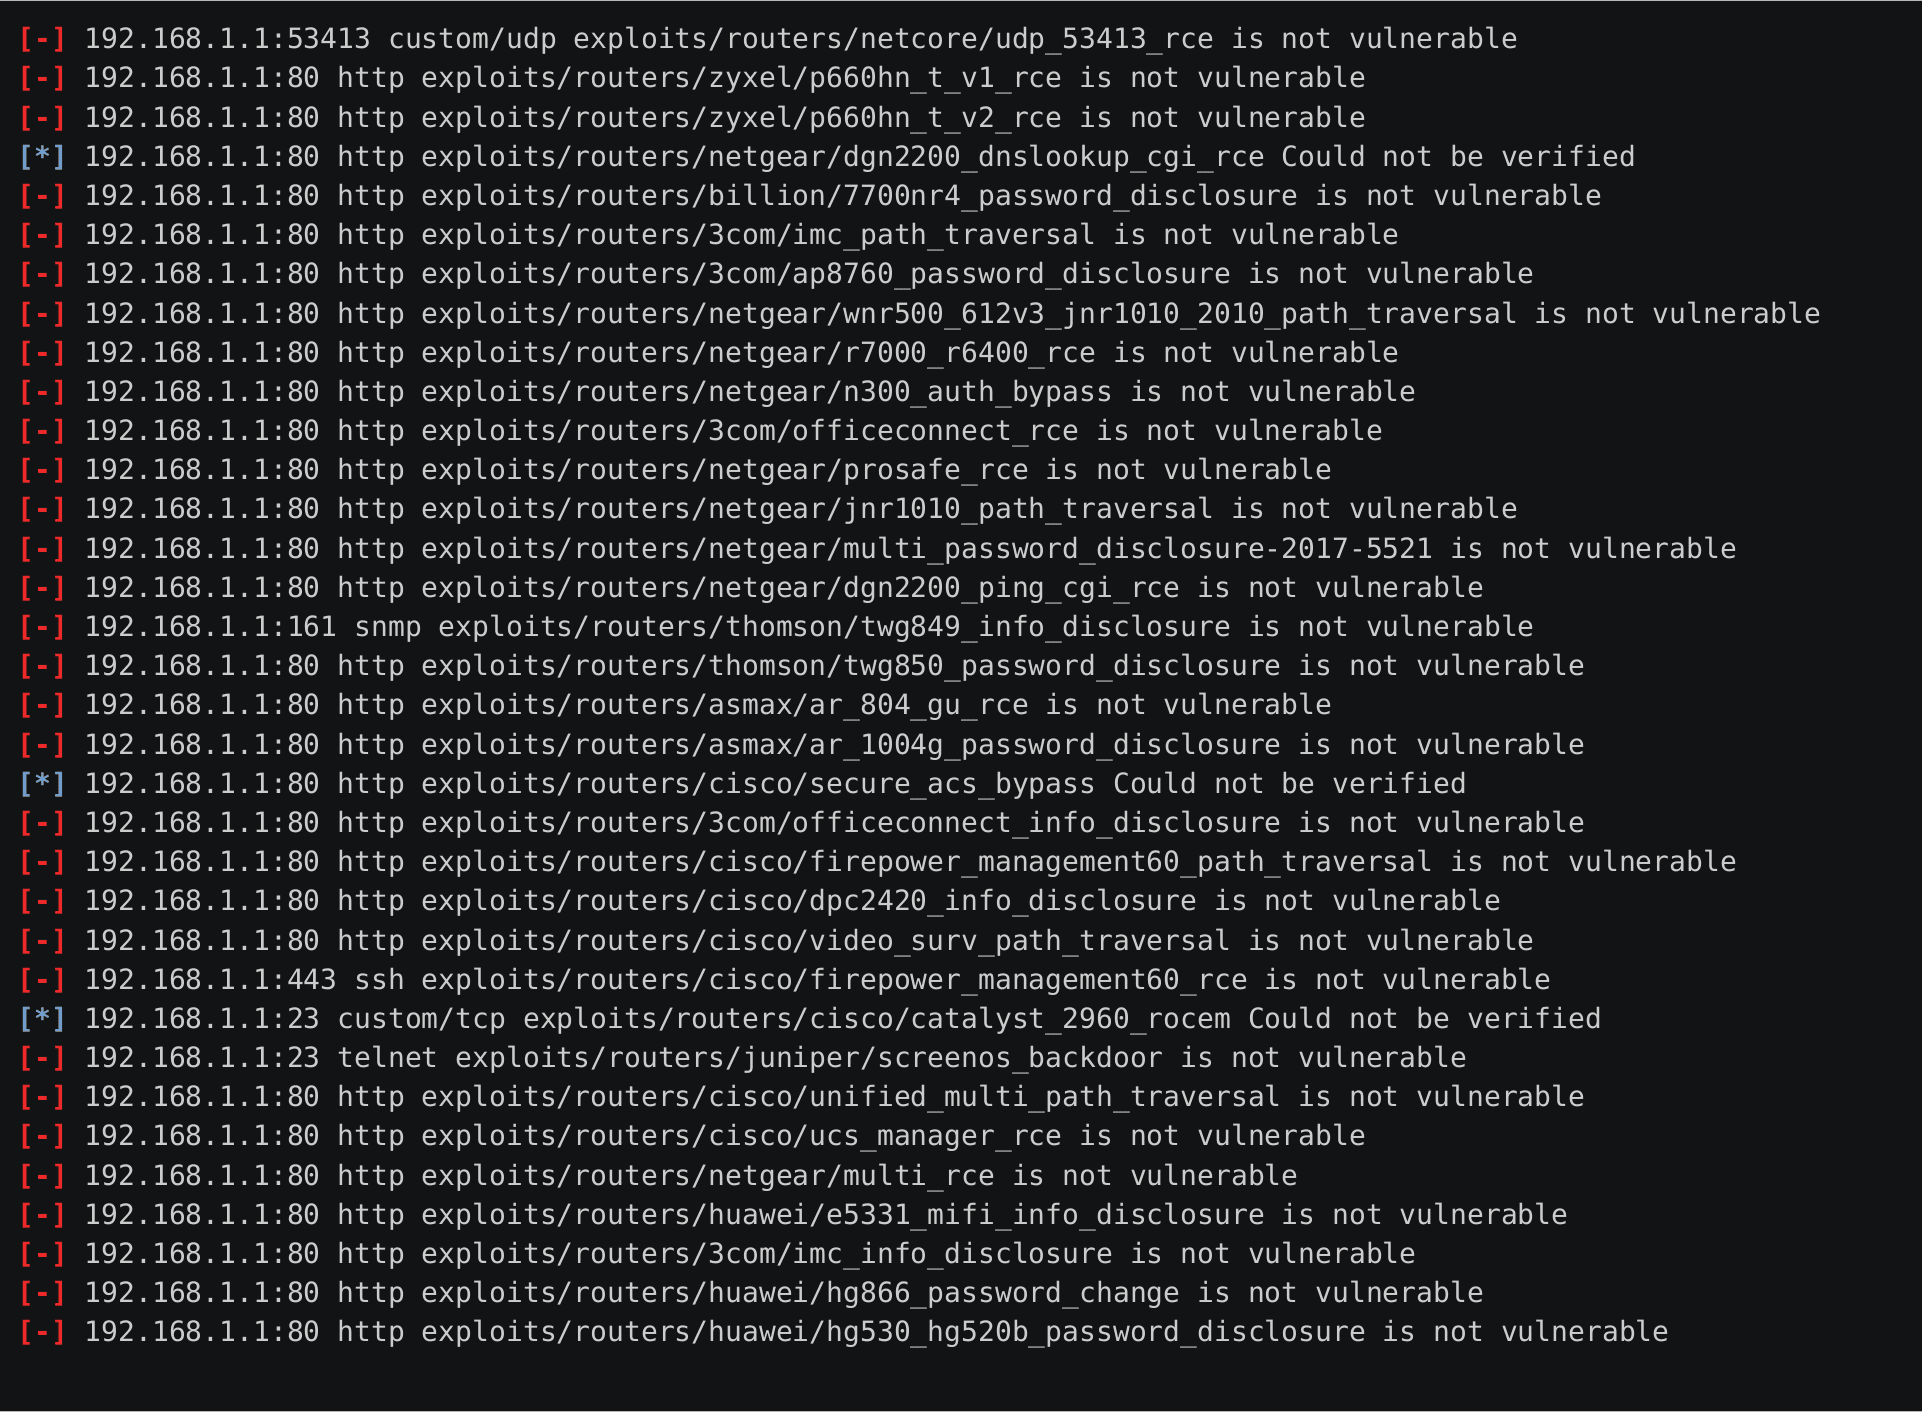 [-] 192.168.1.1:53413 custom/udp exploits/routers/netcore/udp_53413_rce is not vulnerable
[-] 192.168.1.1:80 http exploits/routers/zyxel/p660hn_t_v1_rce is not vulnerable
[-] 192.168.1.1:80 http exploits/routers/zyxel/p660hn_t_v2_rce is not vulnerable
[*] 192.168.1.1:80 http exploits/routers/netgear/dgn2200_dnslookup_cgi_rce Could not be verified
[-] 192.168.1.1:80 http exploits/routers/billion/7700nr4_password_disclosure is not vulnerable
[-] 192.168.1.1:80 http exploits/routers/3com/imc_path_traversal is not vulnerable
[-] 192.168.1.1:80 http exploits/routers/3com/ap8760_password_disclosure is not vulnerable
[-] 192.168.1.1:80 http exploits/routers/netgear/wnr500_612v3_jnr1010_2010_path_traversal is not vulnerable
[-] 192.168.1.1:80 http exploits/routers/netgear/r7000_r6400_rce is not vulnerable
[-] 192.168.1.1:80 http exploits/routers/netgear/n300_auth_bypass is not vulnerable
[-] 192.168.1.1:80 http exploits/routers/3com/officeconnect_rce is not vulnerable
[-] 192.168.1.1:80 http exploits/routers/netgear/prosafe_rce is not vulnerable
[-] 192.168.1.1:80 http exploits/routers/netgear/jnr1010_path_traversal is not vulnerable
[-] 192.168.1.1:80 http exploits/routers/netgear/multi_password_disclosure-2017-5521 is not vulnerable
[-] 192.168.1.1:80 http exploits/routers/netgear/dgn2200_ping_cgi_rce is not vulnerable
[-] 192.168.1.1:161 snmp exploits/routers/thomson/twg849_info_disclosure is not vulnerable
[-] 192.168.1.1:80 http exploits/routers/thomson/twg850_password_disclosure is not vulnerable
[-] 192.168.1.1:80 http exploits/routers/asmax/ar_804_gu_rce is not vulnerable
[-] 192.168.1.1:80 http exploits/routers/asmax/ar_1004g_password_disclosure is not vulnerable
[*] 192.168.1.1:80 http exploits/routers/cisco/secure_acs_bypass Could not be verified
[-] 192.168.1.1:80 http exploits/routers/3com/officeconnect_info_disclosure is not vulnerable
[-] 192.168.1.1:80 http exploits/routers/cisco/firepower_management60_path_traversal is not vulnerable
[-] 192.168.1.1:80 http exploits/routers/cisco/dpc2420_info_disclosure is not vulnerable
[-] 192.168.1.1:80 http exploits/routers/cisco/video_surv_path_traversal is not vulnerable
[-] 192.168.1.1:443 ssh exploits/routers/cisco/firepower_management60_rce is not vulnerable
[*] 192.168.1.1:23 custom/tcp exploits/routers/cisco/catalyst_2960_rocem Could not be verified
[-] 192.168.1.1:23 telnet exploits/routers/juniper/screenos_backdoor is not vulnerable
[-] 192.168.1.1:80 http exploits/routers/cisco/unified_multi_path_traversal is not vulnerable
[-] 192.168.1.1:80 http exploits/routers/cisco/ucs_manager_rce is not vulnerable
[-] 192.168.1.1:80 http exploits/routers/netgear/multi_rce is not vulnerable
[-] 192.168.1.1:80 http exploits/routers/huawei/e5331_mifi_info_disclosure is not vulnerable
[-] 192.168.1.1:80 http exploits/routers/3com/imc_info_disclosure is not vulnerable
[-] 192.168.1.1:80 http exploits/routers/huawei/hg866_password_change is not vulnerable
[-] 192.168.1.1:80 http exploits/routers/huawei/hg530_hg520b_password_disclosure is not vulnerable